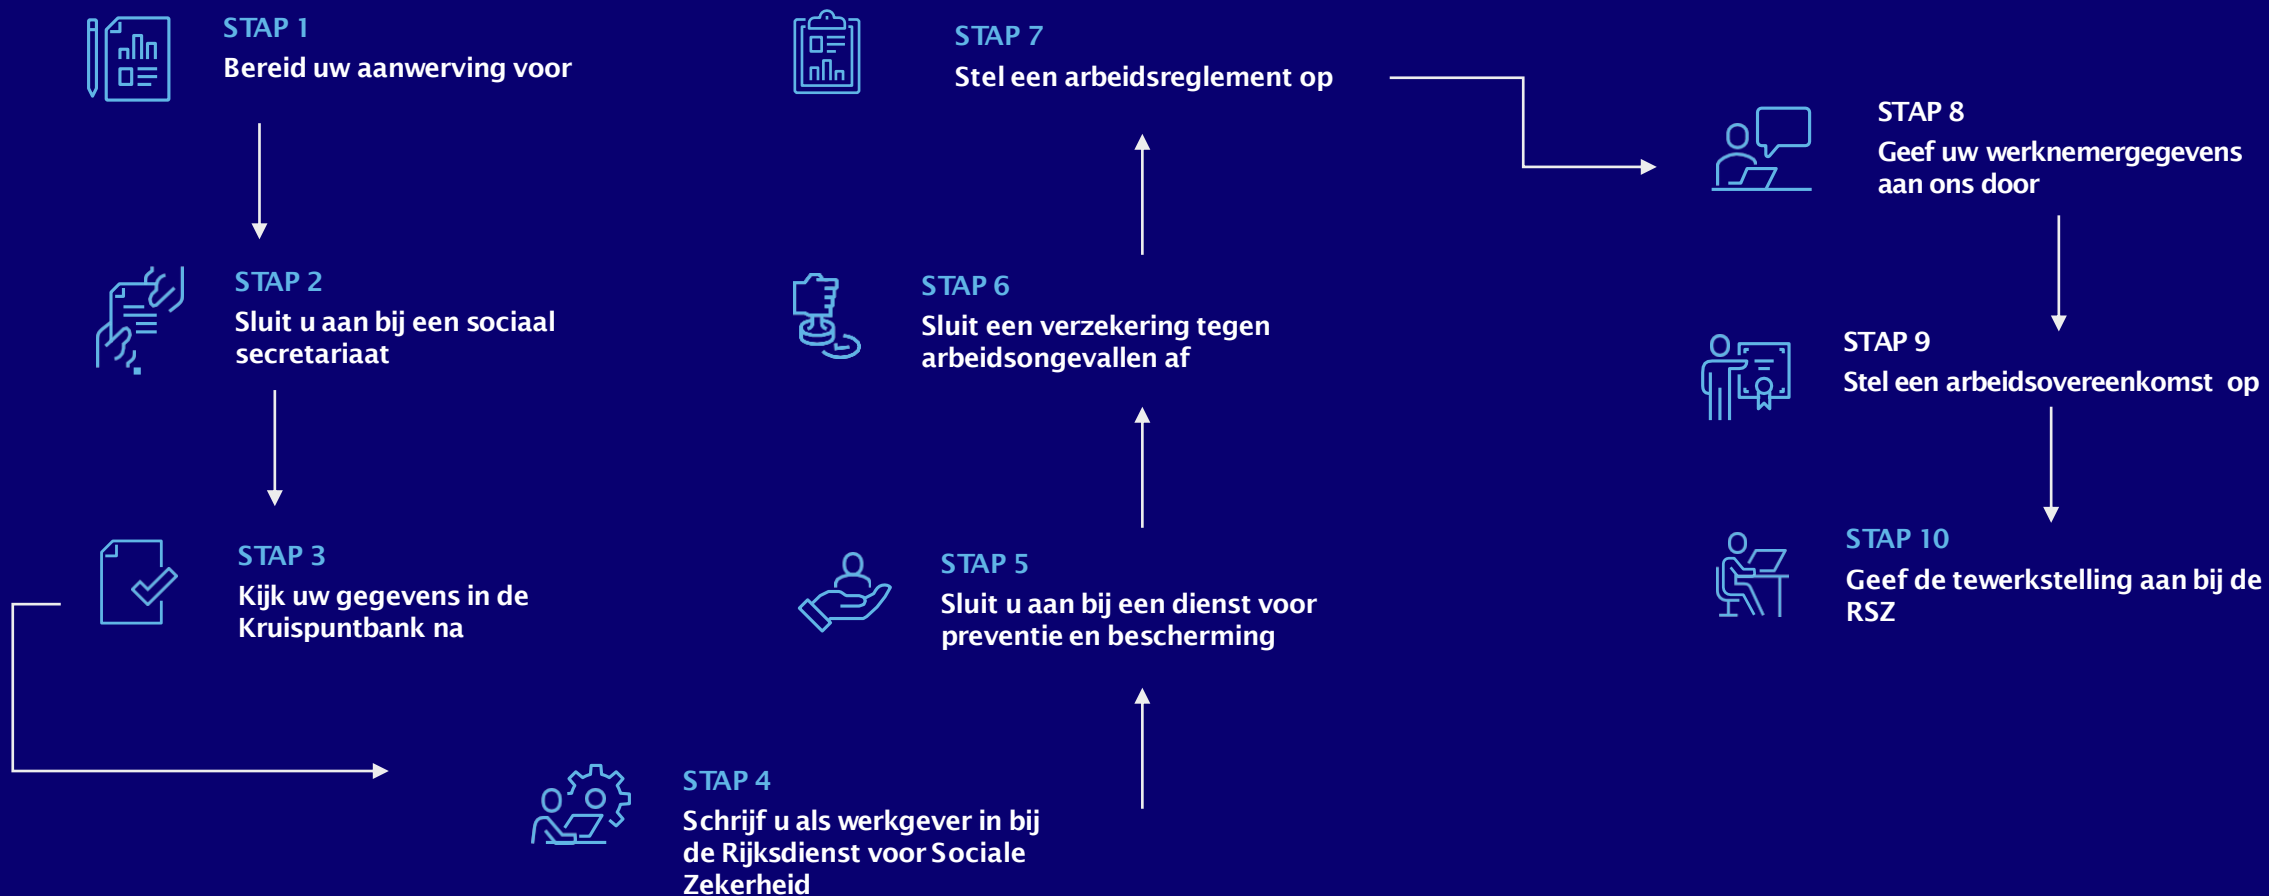 STAP 1
Bereid uw aanwerving voor
STAP 2
Sluit u aan bij een sociaal
secretariaat
STAP 3
Kijk uw gegevens in de
Kruispuntbank na
STAP 4
Schrijf u als werkgever in bij
de Rijksdienst voor Sociale
Zekerheid
STAP 5
Sluit u aan bij een dienst voor
preventie en bescherming
STAP 6
Sluit een verzekering tegen
arbeidsongevallen af
STAP 7
Stel een arbeidsreglement op
STAP 8
Geef uw werknemergegevens
aan ons door
STAP 9
Stel een arbeidsovereenkomst op
STAP 10
Geef de tewerkstelling aan bij de
RSZ